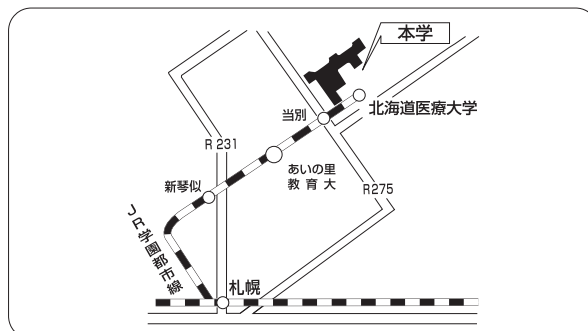 本学
北海道医療大学
当別
R 231
あいの里
教育大
新琴似
R275
JR学園都市線
札幌